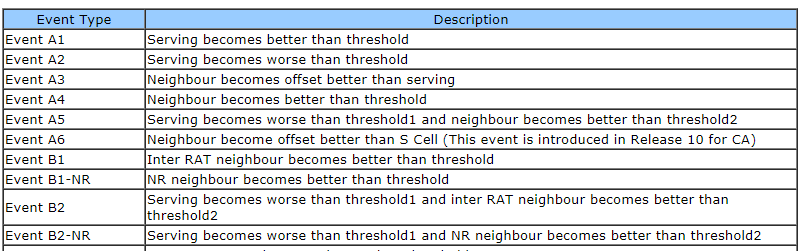 Event Type Description
Event A1 Serving becomes better than threshold
Event A2 Serving becomes worse than threshold
Event A3 Neighbour becomes offset better than serving
Event A4 Neighbour becomes better than threshold
Event A5 Serving becomes worse than threshold1 and neighbour becomes better than threshold2
Event A6 Neighbour become offset better than S Cell (This event is introduced in Release 10 for CA)
Event B1 Inter RAT neighbour becomes better than threshold
Event B1-NR NR neighbour becomes better than threshold
Event B2 Serving becomes worse than threshold1 and inter RAT neighbour becomes better than
threshold2
Event B2-NR Serving becomes worse than threshold1 and NR neighbour becomes better than threshold2